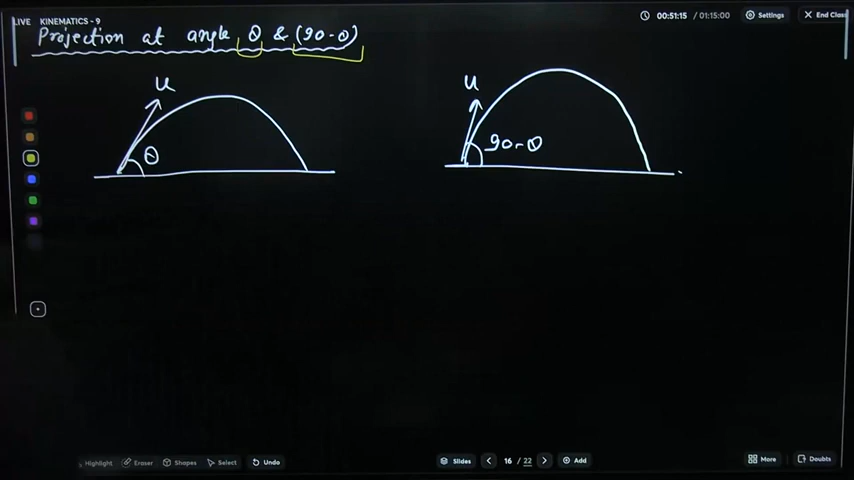 LIVE KINEMATICS - 9
00:51:15 / 01:15:00
Settings
End Class
Projection at angle θ & (90-θ)
u
θ
u
90-θ
Highlight
Eraser
Shapes
Select
Undo
Slides
16 / 22
Add
More
Doubts